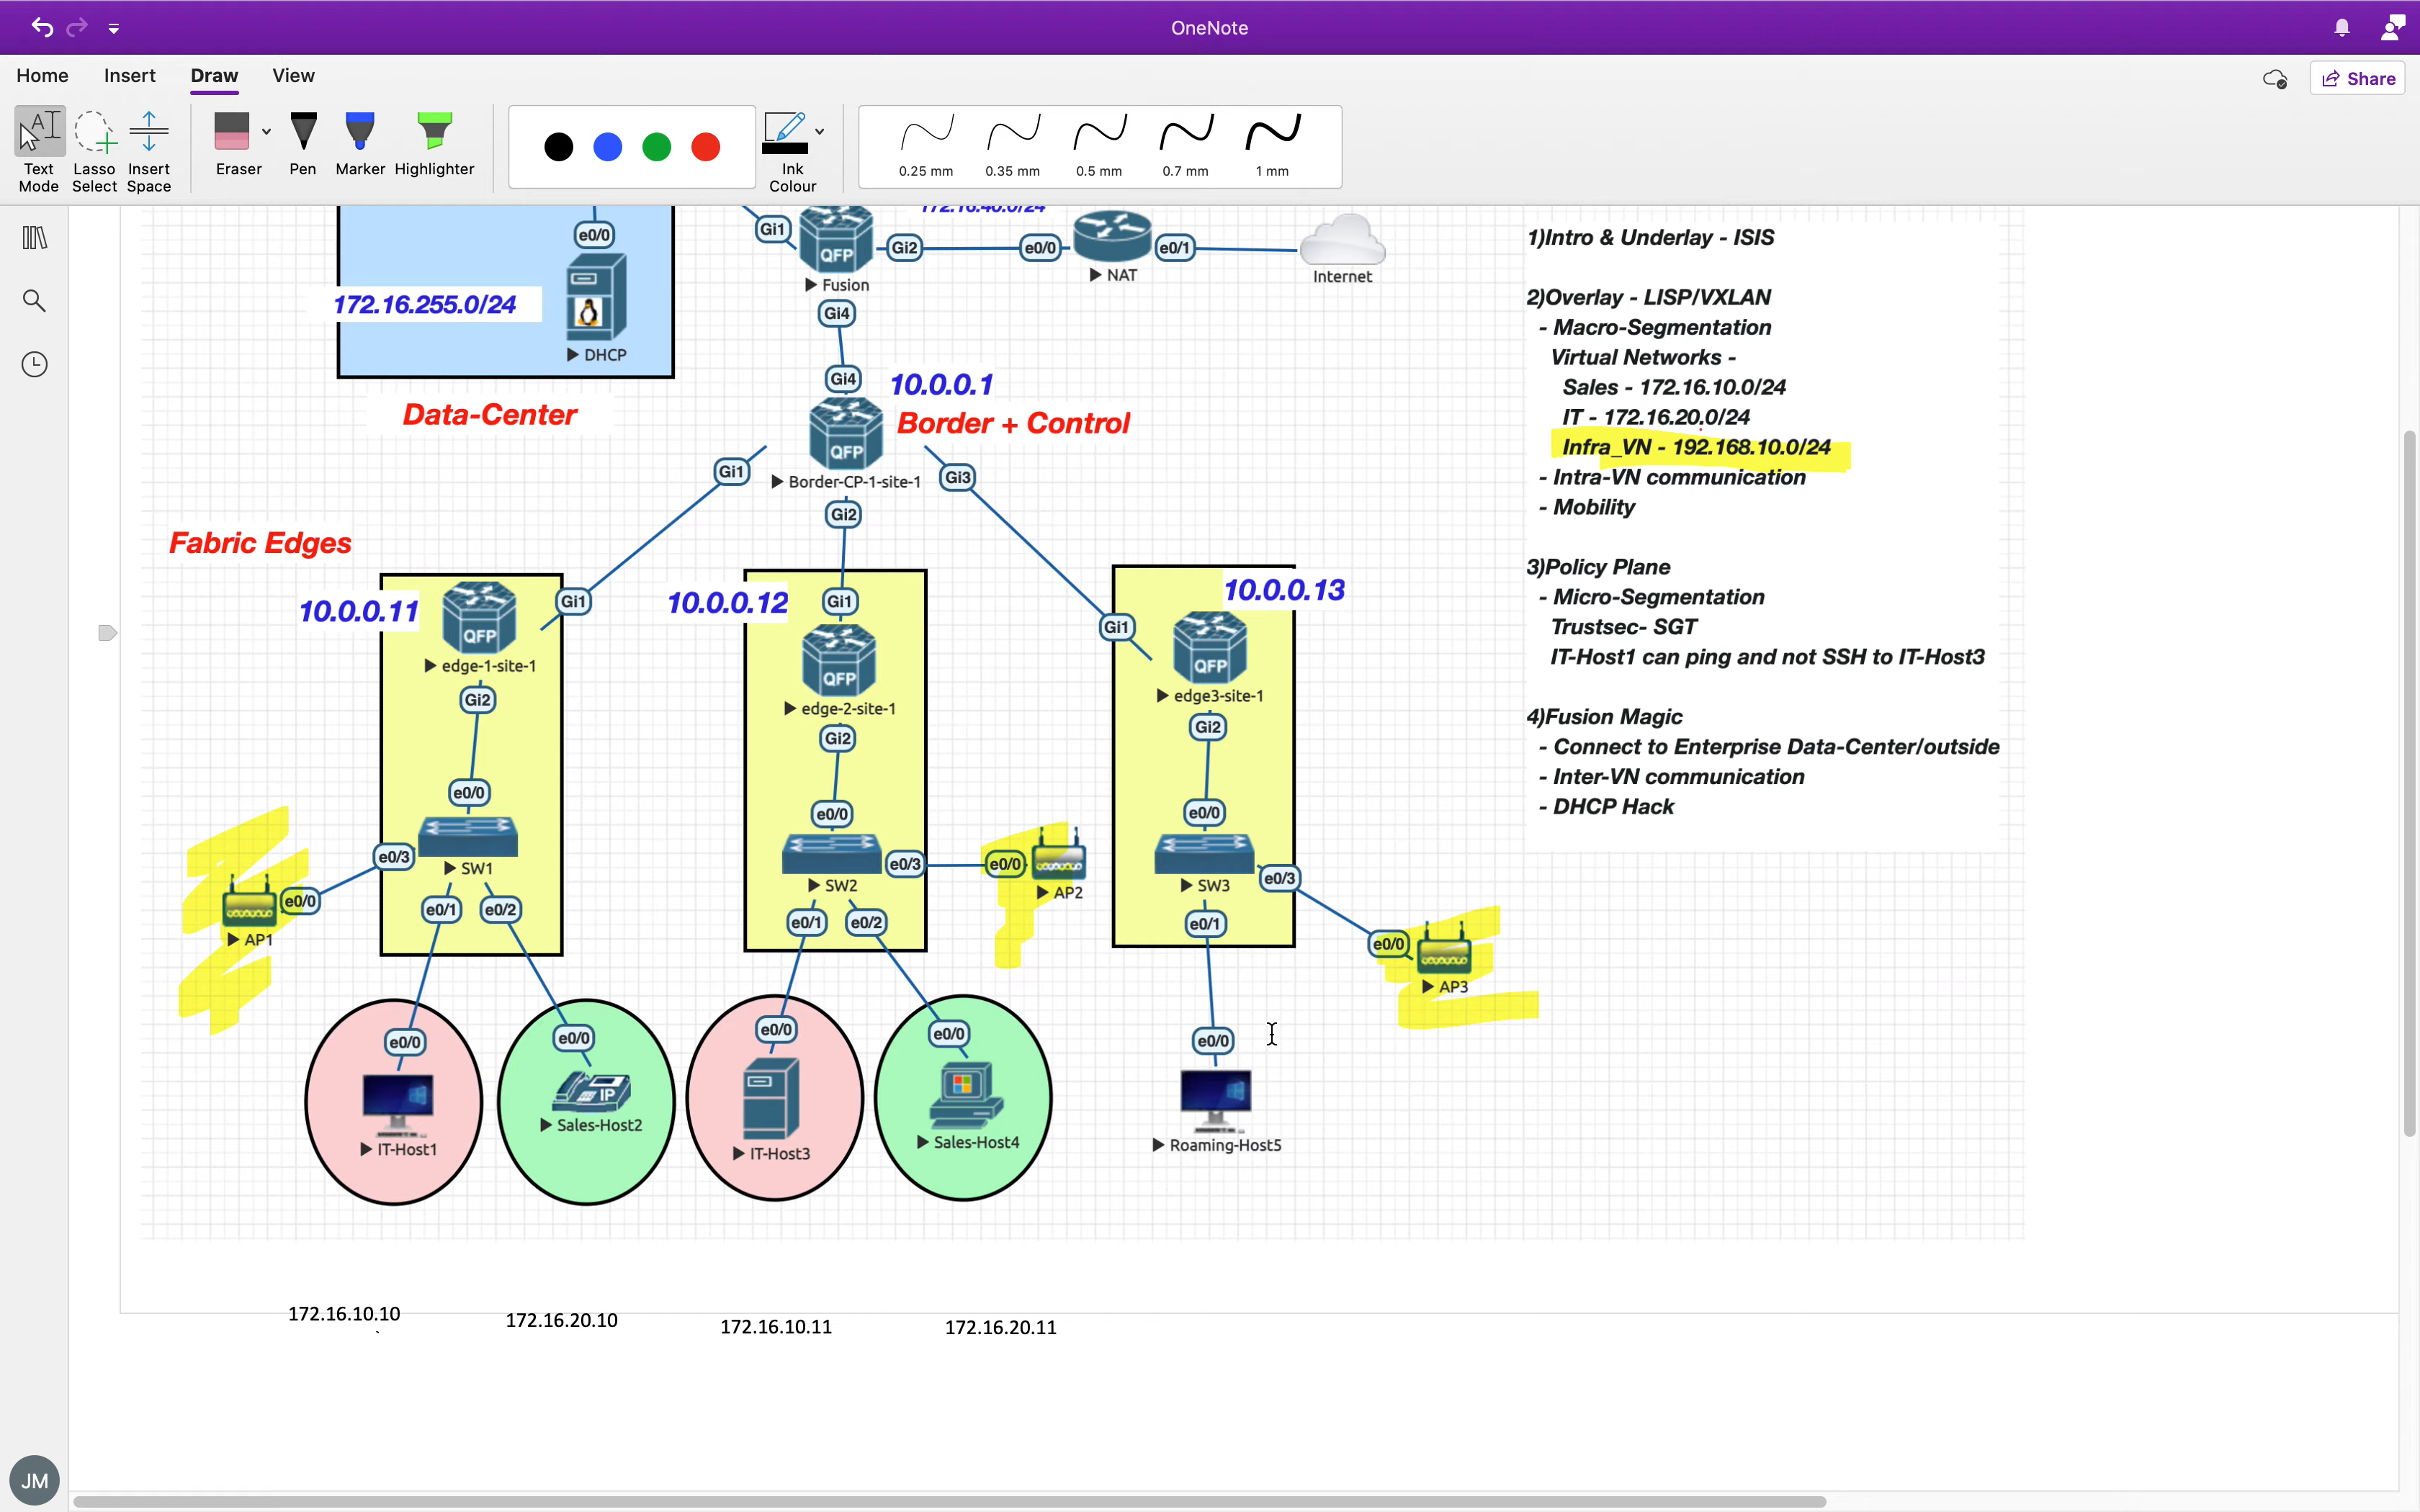 OneNote
Home Insert Draw View
Share
Text Mode
Lasso Select
Insert Space
Eraser
Pen
Marker
Highlighter
Ink Colour
0.25 mm
0.35 mm
0.5 mm
0.7 mm
1 mm
172.16.40.0/24
e0/0
Gi1
QFP
Gi2
e0/0
e0/1
Fusion
NAT
Internet
172.16.255.0/24
DHCP
Gi4
Gi4
10.0.0.1
Data-Center
Border + Control
QFP
Gi1
Border-CP-1-site-1
Gi3
Gi2
Fabric Edges
10.0.0.11
QFP
Gi1
edge-1-site-1
Gi2
e0/0
SW1
e0/3
e0/0
AP1
e0/1
e0/2
10.0.0.12
Gi1
QFP
edge-2-site-1
Gi2
e0/0
SW2
e0/3
e0/0
AP2
e0/1
e0/2
10.0.0.13
Gi1
QFP
edge3-site-1
Gi2
e0/0
SW3
e0/3
e0/0
AP3
e0/1
e0/0
IT-Host1
e0/0
IP
Sales-Host2
e0/0
IT-Host3
e0/0
Sales-Host4
e0/0
Roaming-Host5
1)Intro & Underlay - ISIS
2)Overlay - LISP/VXLAN
- Macro-Segmentation
Virtual Networks -
Sales - 172.16.10.0/24
IT - 172.16.20.0/24
Infra_VN - 192.168.10.0/24
- Intra-VN communication
- Mobility
3)Policy Plane
- Micro-Segmentation
Trustsec- SGT
IT-Host1 can ping and not SSH to IT-Host3
4)Fusion Magic
- Connect to Enterprise Data-Center/outside
- Inter-VN communication
- DHCP Hack
172.16.10.10
172.16.20.10
172.16.10.11
172.16.20.11
JM